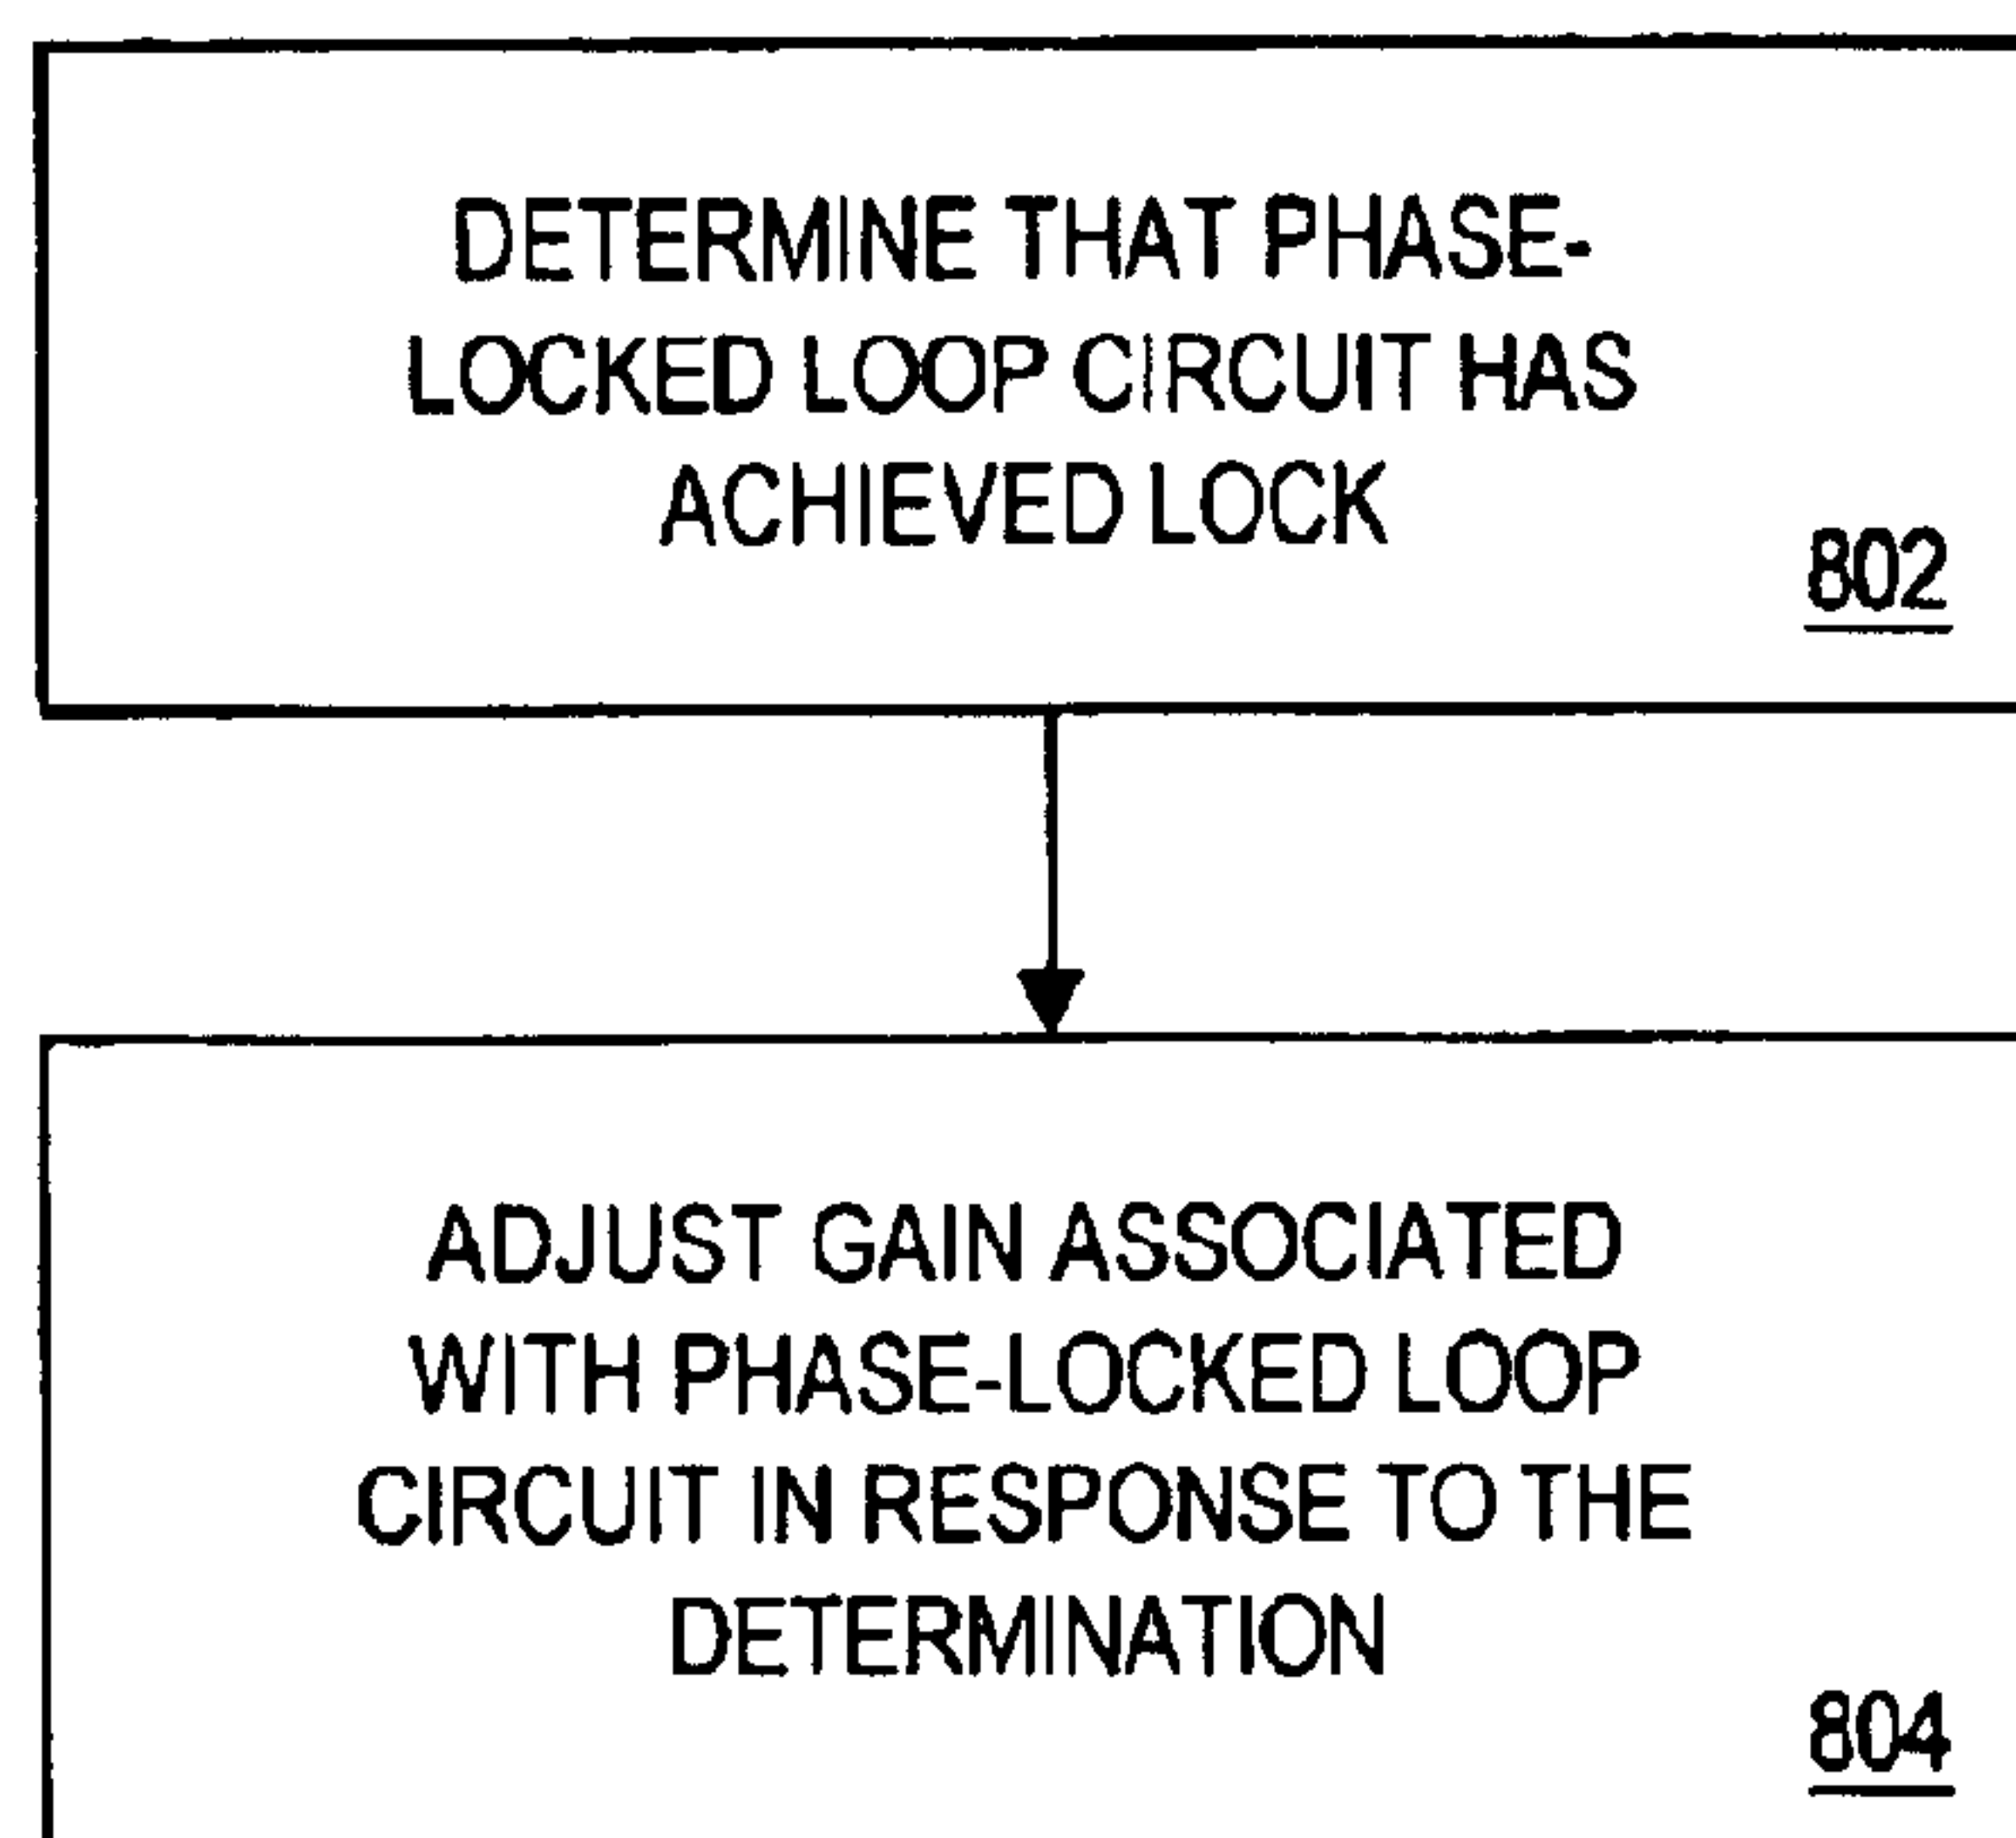 DETERMINE THAT PHASE-
LOCKED LOOP CIRCUIT HAS
ACHIEVED LOCK
802
ADJUST GAIN ASSOCIATED
WITH PHASE-LOCKED LOOP
CIRCUIT IN RESPONSE TO THE
DETERMINATION
804